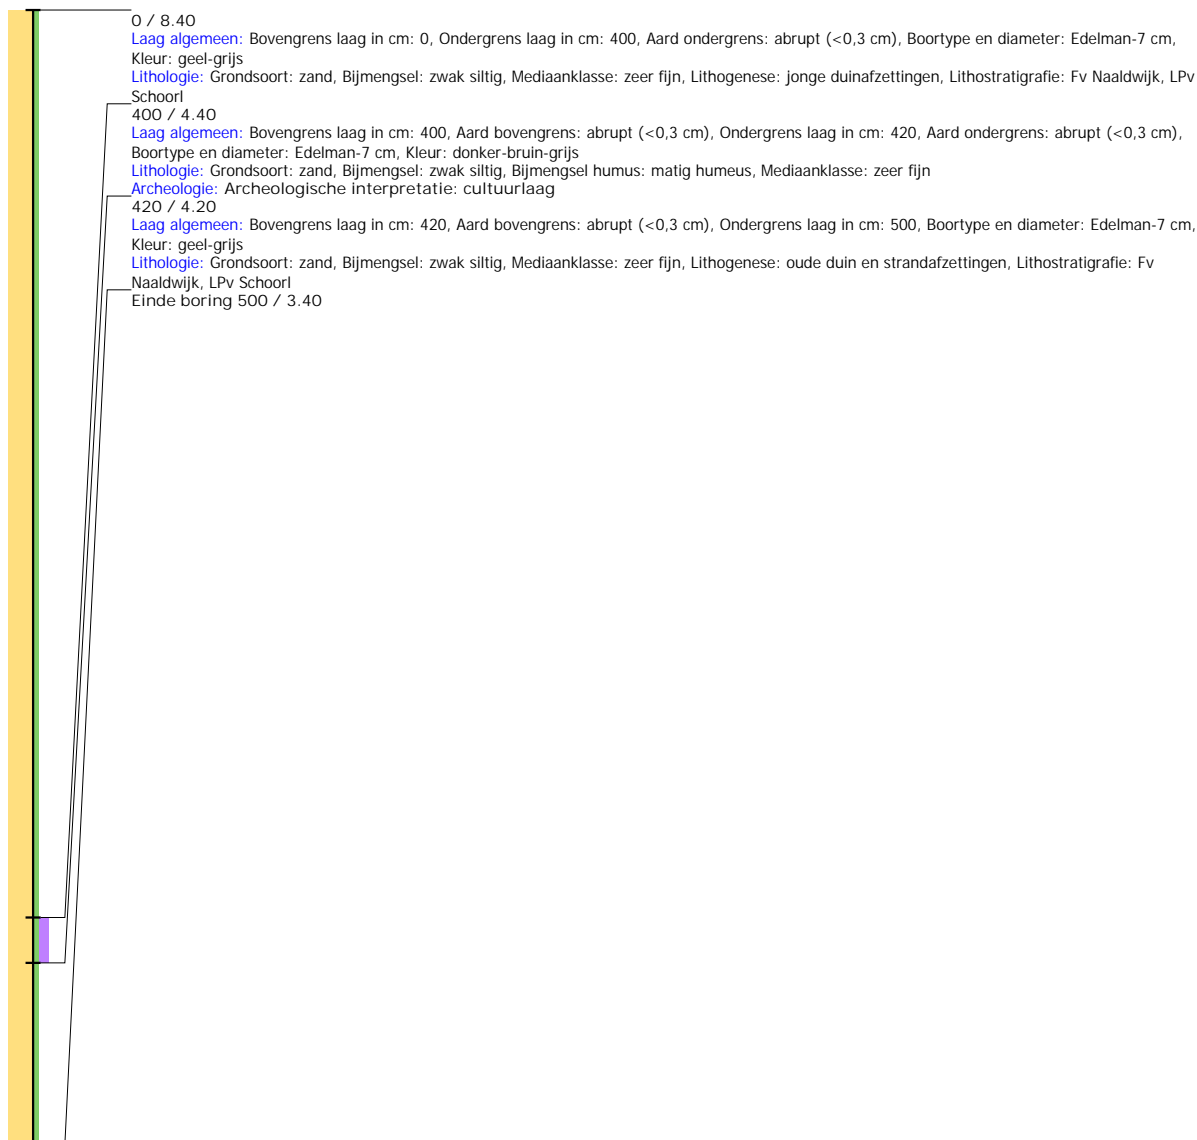 0 / 8.40
Laag algemeen: Bovengrens laag in cm: 0, Ondergrens laag in cm: 400, Aard ondergrens: abrupt (<0,3 cm), Boortype en diameter: Edelman-7 cm,
Kleur: geel-grijs
Lithologie: Grondsoort: zand, Bijmengsel: zwak siltig, Mediaanklasse: zeer fijn, Lithogenese: jonge duinafzettingen, Lithostratigrafie: Fv Naaldwijk, LPv
Schoorl
400 / 4.40
Laag algemeen: Bovengrens laag in cm: 400, Aard bovengrens: abrupt (<0,3 cm), Ondergrens laag in cm: 420, Aard ondergrens: abrupt (<0,3 cm),
Boortype en diameter: Edelman-7 cm, Kleur: donker-bruin-grijs
Lithologie: Grondsoort: zand, Bijmengsel: zwak siltig, Bijmengsel humus: matig humeus, Mediaanklasse: zeer fijn
Archeologie: Archeologische interpretatie: cultuurlaag
420 / 4.20
Laag algemeen: Bovengrens laag in cm: 420, Aard bovengrens: abrupt (<0,3 cm), Ondergrens laag in cm: 500, Boortype en diameter: Edelman-7 cm,
Kleur: geel-grijs
Lithologie: Grondsoort: zand, Bijmengsel: zwak siltig, Mediaanklasse: zeer fijn, Lithogenese: oude duin en strandafzettingen, Lithostratigrafie: Fv
Naaldwijk, LPv Schoorl
Einde boring 500 / 3.40